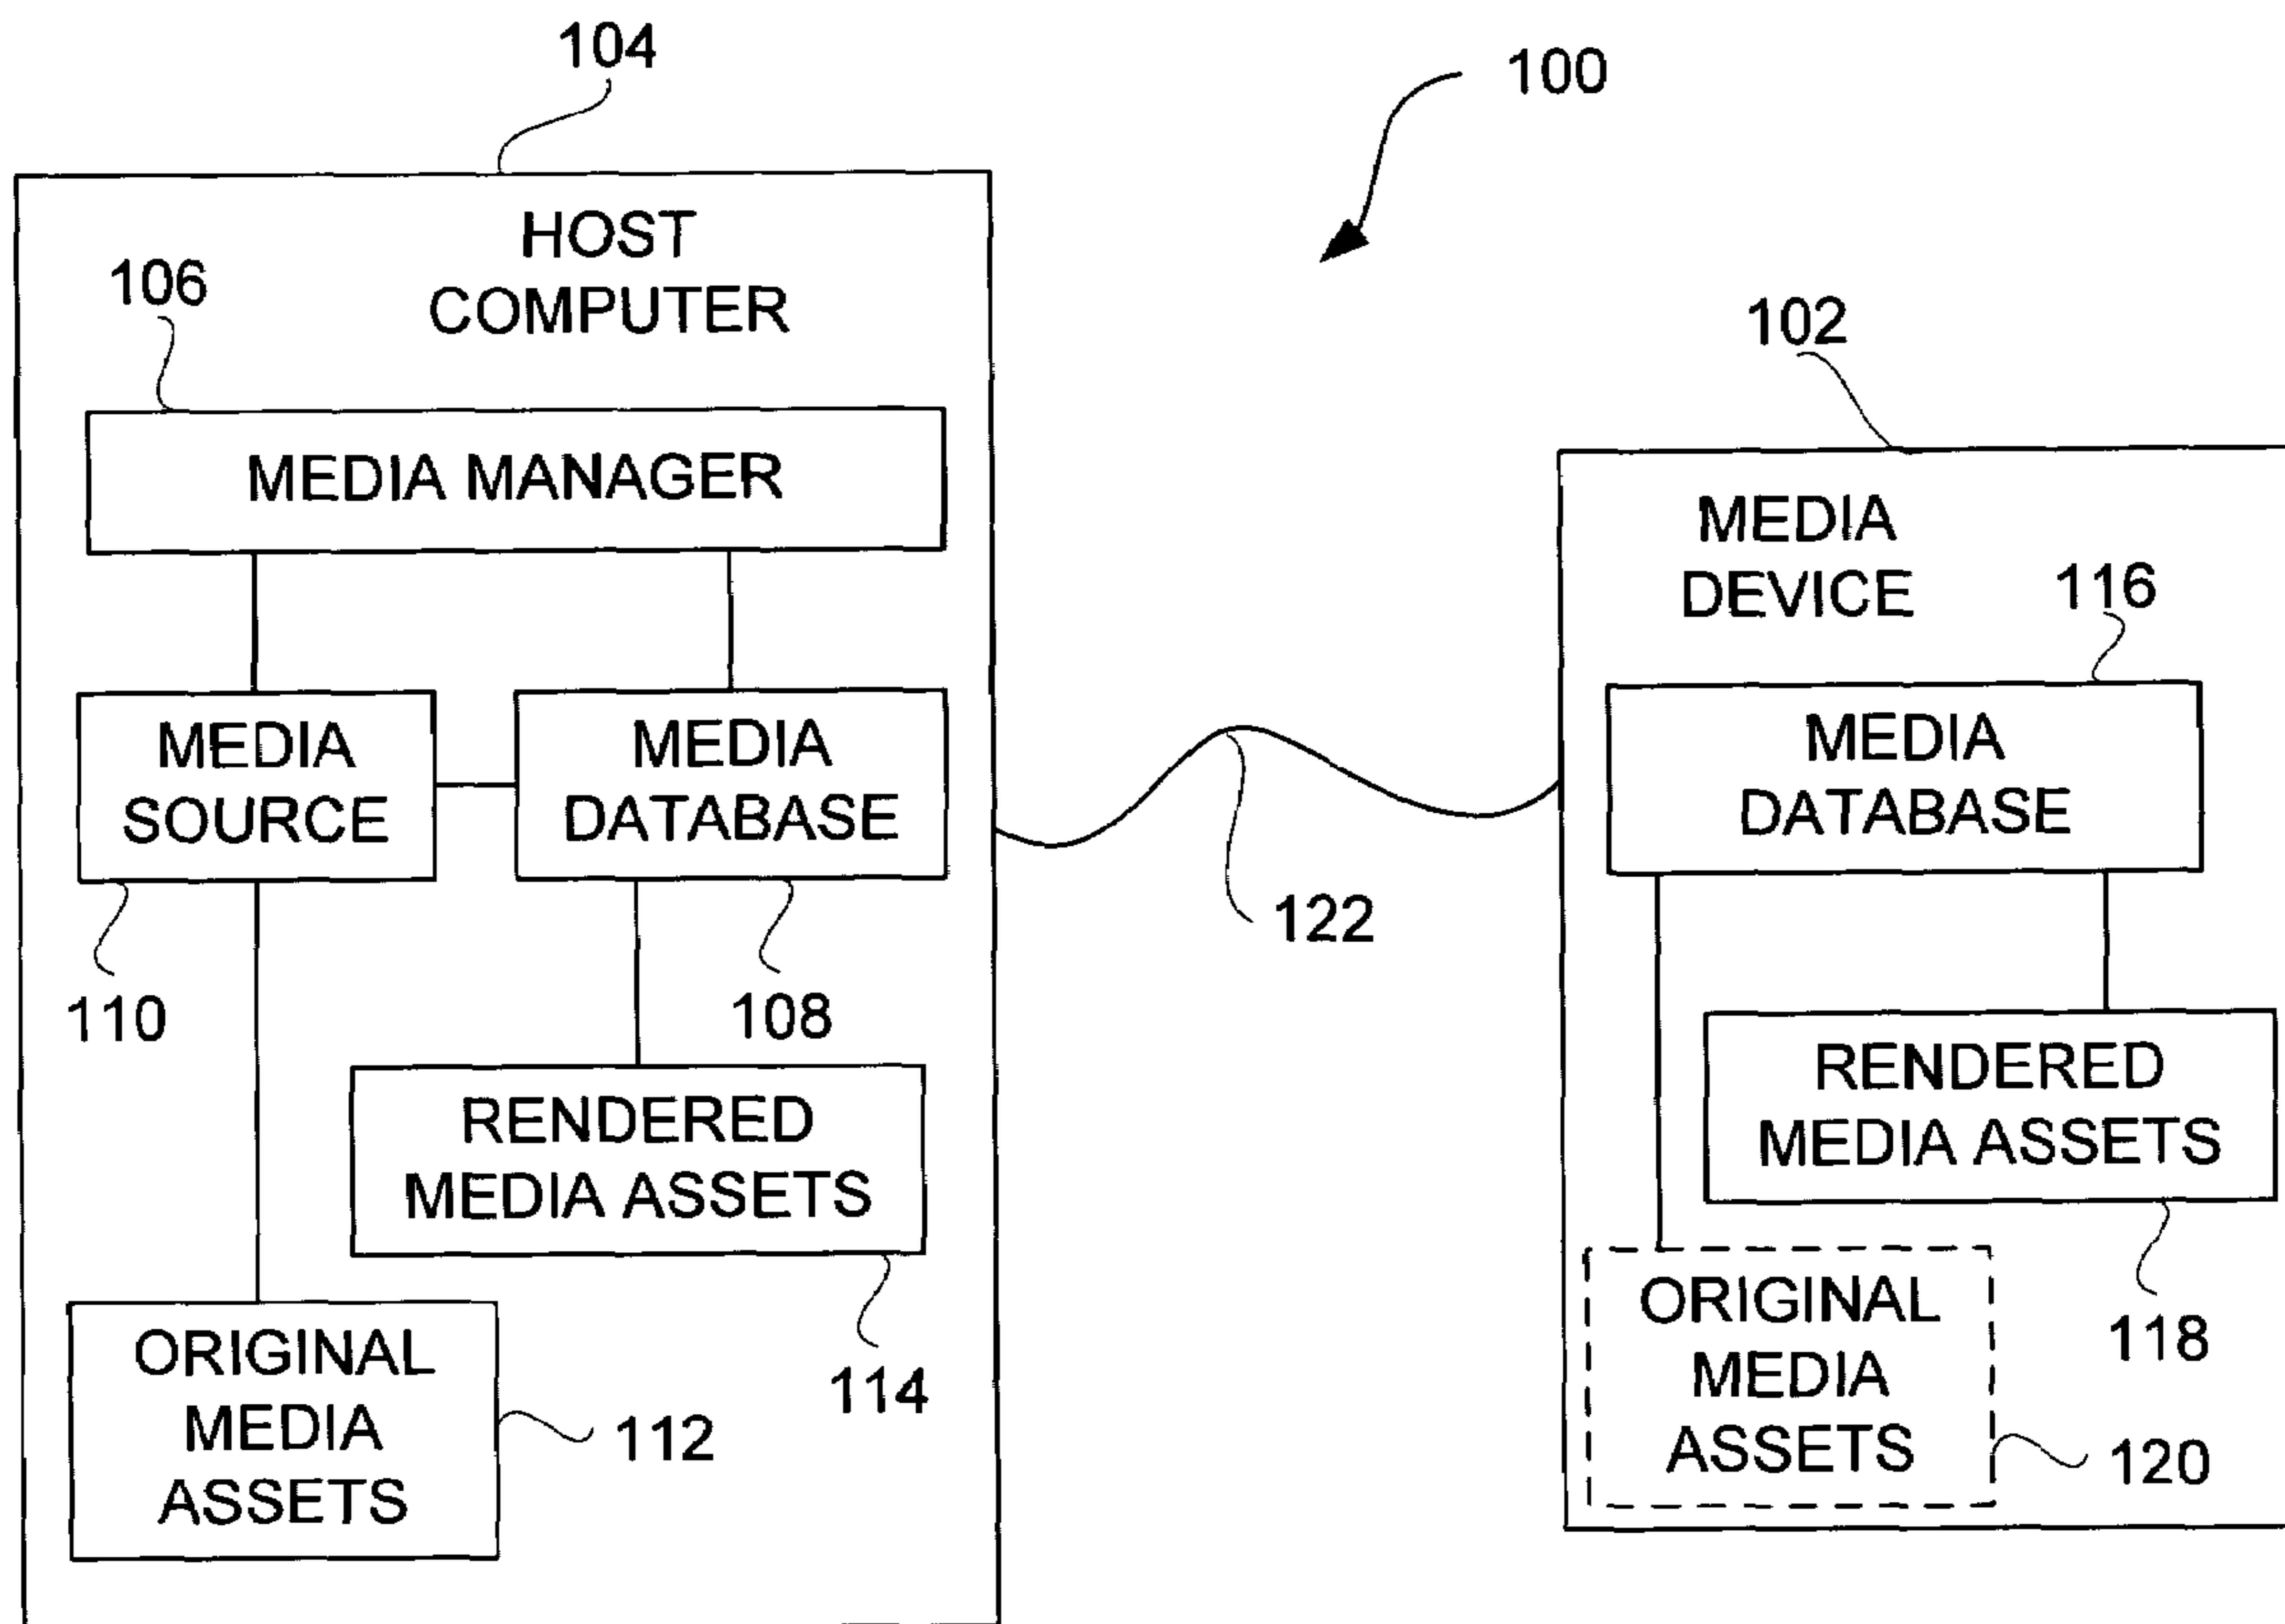 104
100
HOST
COMPUTER
106
MEDIA MANAGER
MEDIA
SOURCE
MEDIA
DATABASE
110
108
RENDERED
MEDIA ASSETS
114
ORIGINAL
MEDIA
ASSETS
112
122
102
MEDIA
DEVICE
116
MEDIA
DATABASE
RENDERED
MEDIA ASSETS
118
ORIGINAL
MEDIA
ASSETS
120